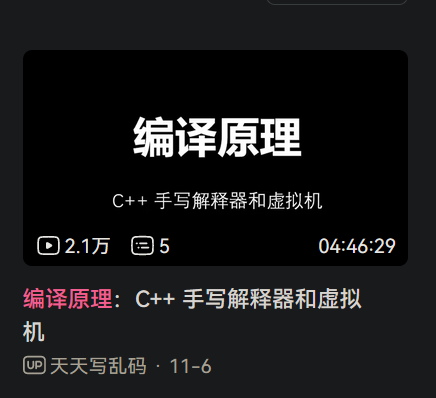 编译原理
C++ 手写解释器和虚拟机
2.1万 5 04:46:29
编译原理：C++ 手写解释器和虚拟
机
UP 天天写乱码 · 11-6